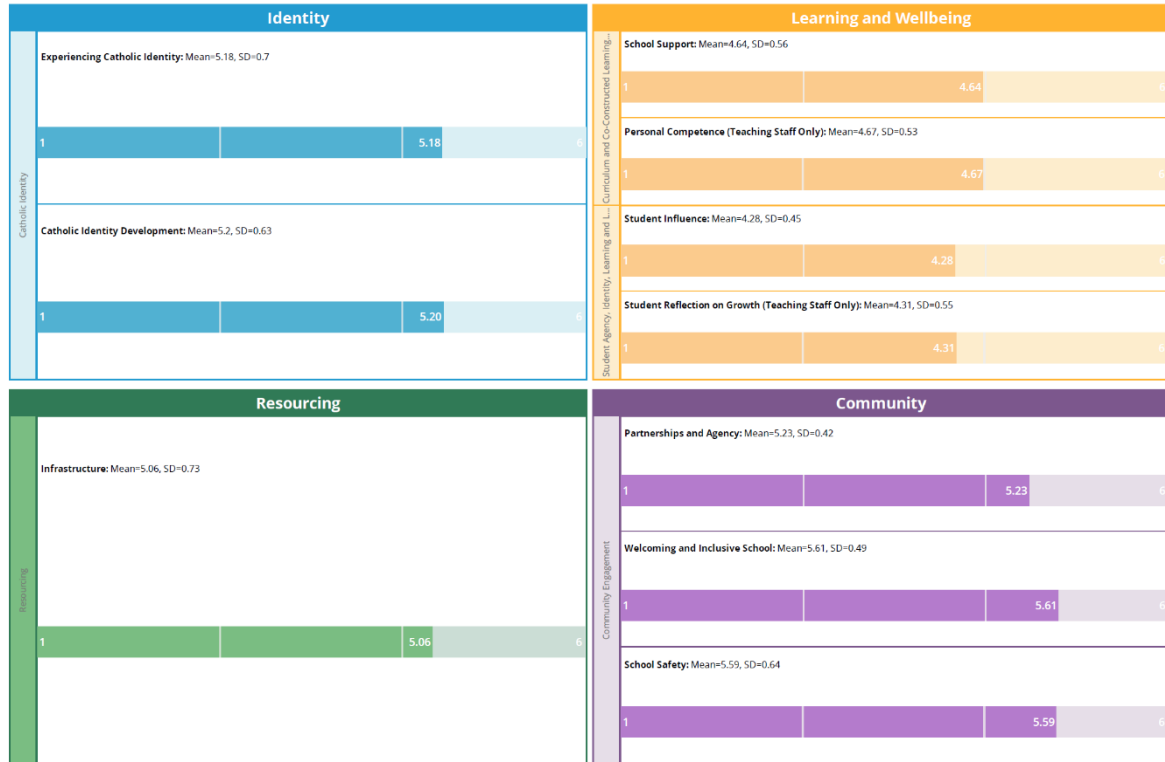 Identity
Catholic Identity
Experiencing Catholic Identity: Mean=5.18, SD=0.7
1 5.18 6
Catholic Identity Development: Mean=5.2, SD=0.63
1 5.20 6
Learning and Wellbeing
Curriculum and Co-Constructed Learning...
School Support: Mean=4.64, SD=0.56
1 4.64 6
Personal Competence (Teaching Staff Only): Mean=4.67, SD=0.53
1 4.67 6
Student Agency, Identity, Learning and L...
Student Influence: Mean=4.28, SD=0.45
1 4.28 6
Student Reflection on Growth (Teaching Staff Only): Mean=4.31, SD=0.55
1 4.31 6
Resourcing
Resourcing
Infrastructure: Mean=5.06, SD=0.73
1 5.06 6
Community
Community Engagement
Partnerships and Agency: Mean=5.23, SD=0.42
1 5.23 6
Welcoming and Inclusive School: Mean=5.61, SD=0.49
1 5.61 6
School Safety: Mean=5.59, SD=0.64
1 5.59 6